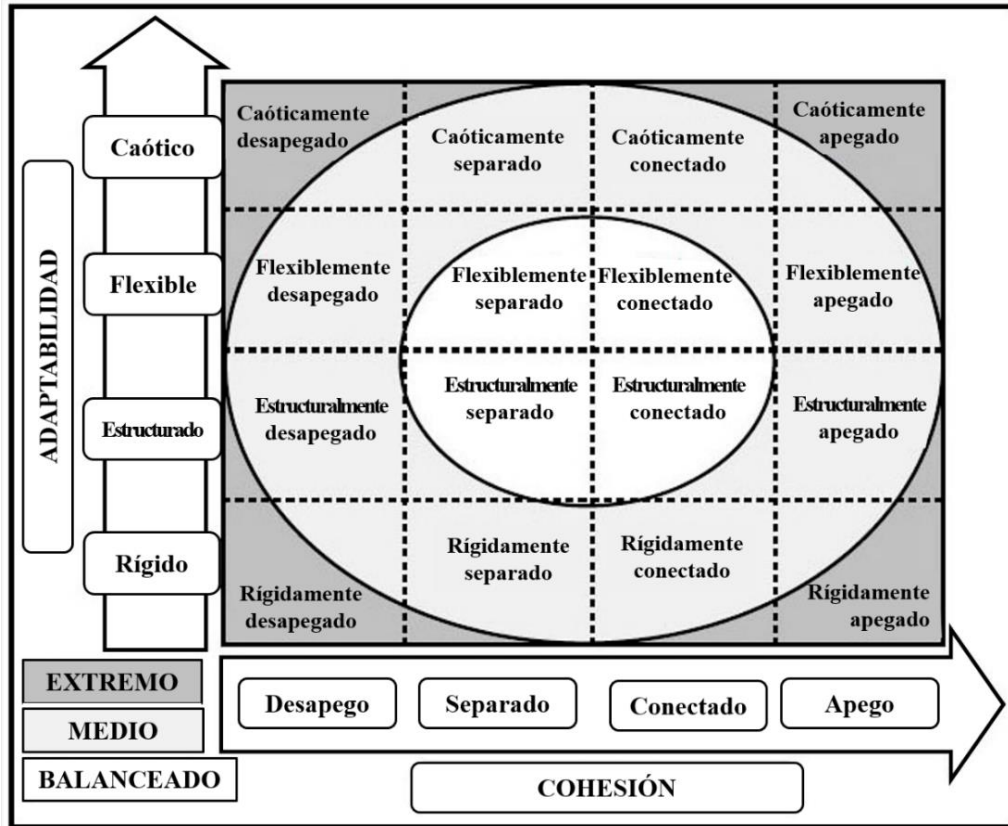 Caóticamente
desapegado
Caóticamente
separado
Caóticamente
conectado
Caóticamente
apegado
Caótico
Flexiblemente
desapegado
Flexiblemente
separado
Flexiblemente
conectado
Flexiblemente
apegado
Flexible
ADAPTABILIDAD
Estructuralmente
desapegado
Estructuralmente
separado
Estructuralmente
conectado
Estructuralmente
apegado
Estructurado
Rígidamente
desapegado
Rígidamente
separado
Rígidamente
conectado
Rígidamente
apegado
Rígido
EXTREMO
MEDIO
BALANCEADO
Desapego
Separado
Conectado
Apego
COHESIÓN